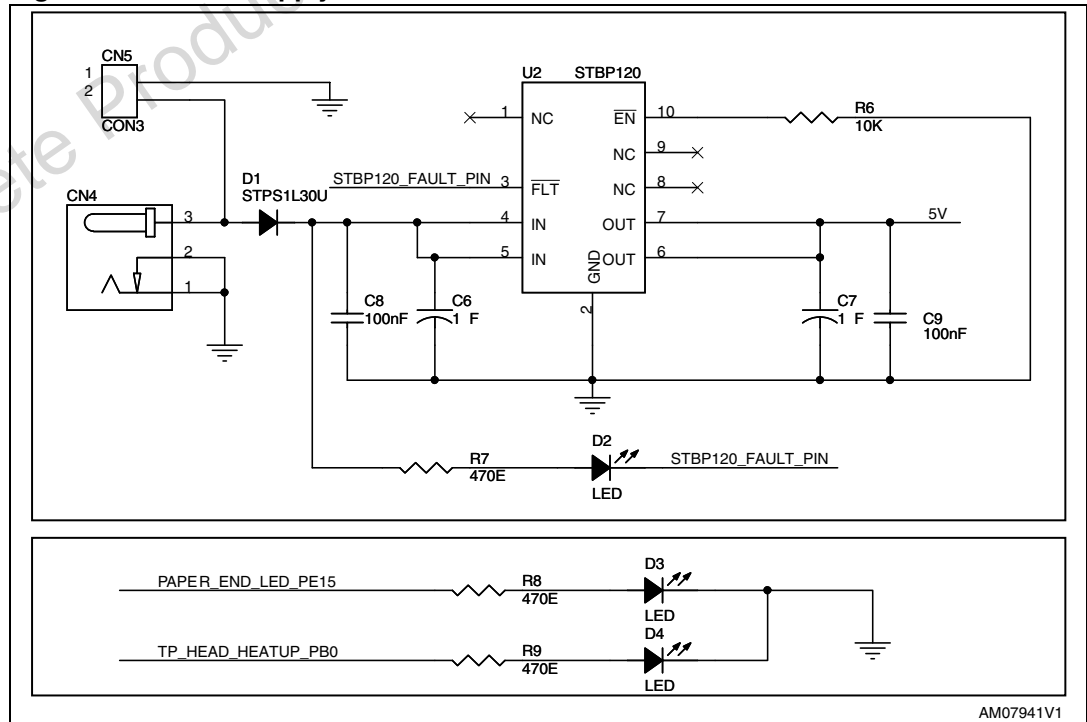 CN5
1
2
CON3
U2 STBP120
1 NC
EN 10
R6
10K
NC 9
NC 8
STBP120_FAULT_PIN 3 FLT
D1
STPS1L30U
CN4
3
2
1
4 IN
5 IN
OUT 7
5V
OUT 6
GND
2
C8
100nF
C6
1 F
C7
1 F
C9
100nF
R7
470E
D2
LED
STBP120_FAULT_PIN
PAPER_END_LED_PE15
R8
470E
D3
LED
TP_HEAD_HEATUP_PB0
R9
470E
D4
LED
AM07941V1
ete Produc